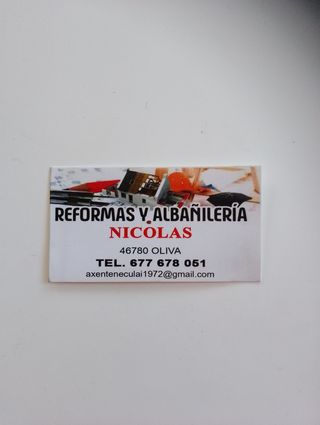 REFORMAS Y ALBAÑILERÍA
NICOLAS
46780 OLIVA
TEL. 677 678 051
axenteneculai1972@gmail.com